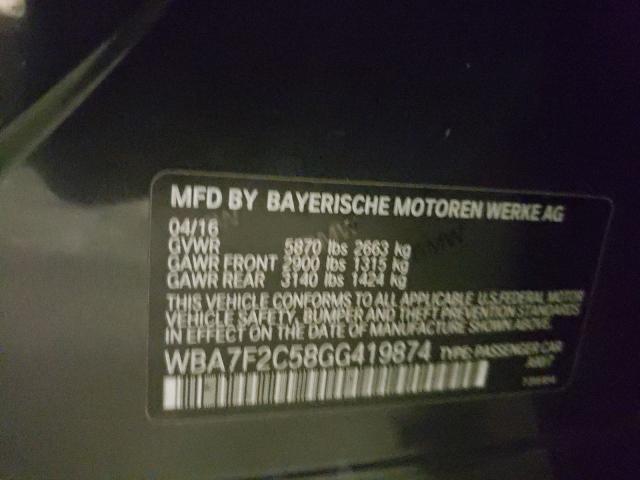 MFD BY BAYERISCHE MOTOREN WERKE AG
04/16
GVWR 5870 lbs 2663 kg
GAWR FRONT 2900 lbs 1315 kg
GAWR REAR 3140 lbs 1424 kg
THIS VEHICLE CONFORMS TO ALL APPLICABLE U.S.FEDERAL MOTOR
VEHICLE SAFETY, BUMPER AND THEFT PREVENTION STANDARDS
IN EFFECT ON THE DATE OF MANUFACTURE SHOWN ABOVE.
WBA7F2C58GG419874 TYPE: PASSENGER CAR